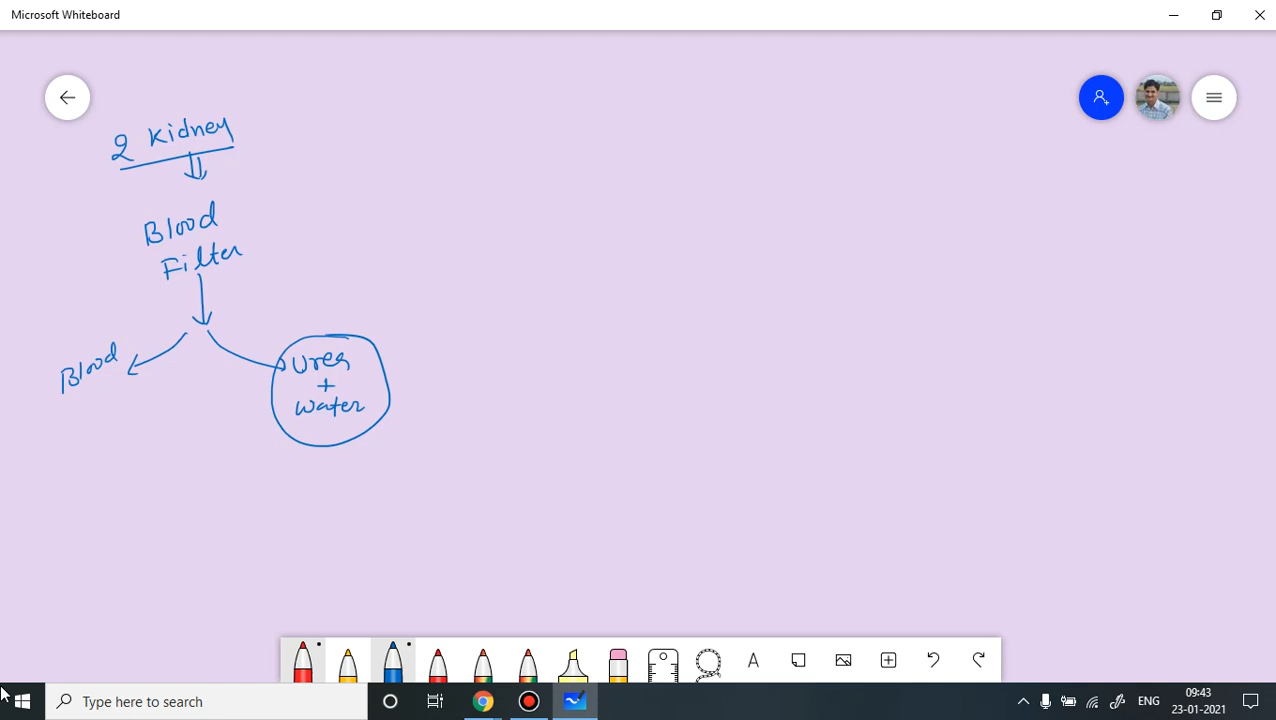 Microsoft Whiteboard
2 Kidney
Blood
Filter
Blood
Urea
+
water
A
Type here to search
ENG
09:43
23-01-2021